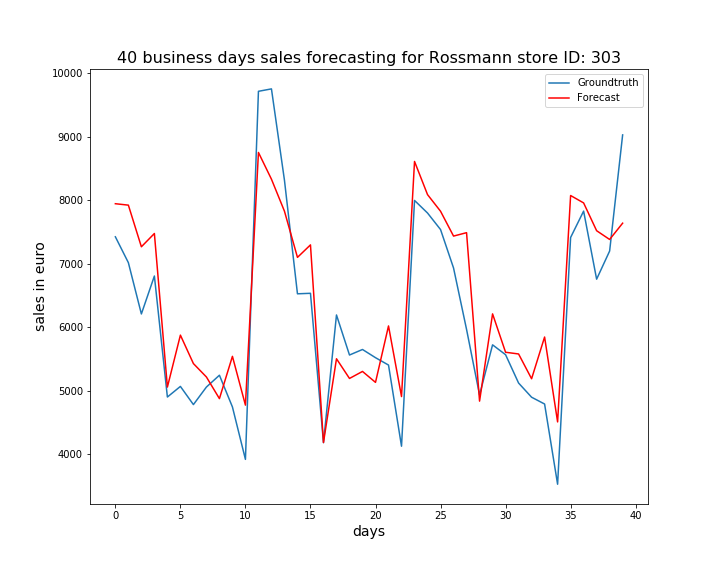 40 business days sales forecasting for Rossmann store ID: 303
Groundtruth
Forecast
10000
9000
8000
7000
6000
5000
4000
sales in euro
0 5 10 15 20 25 30 35 40
days